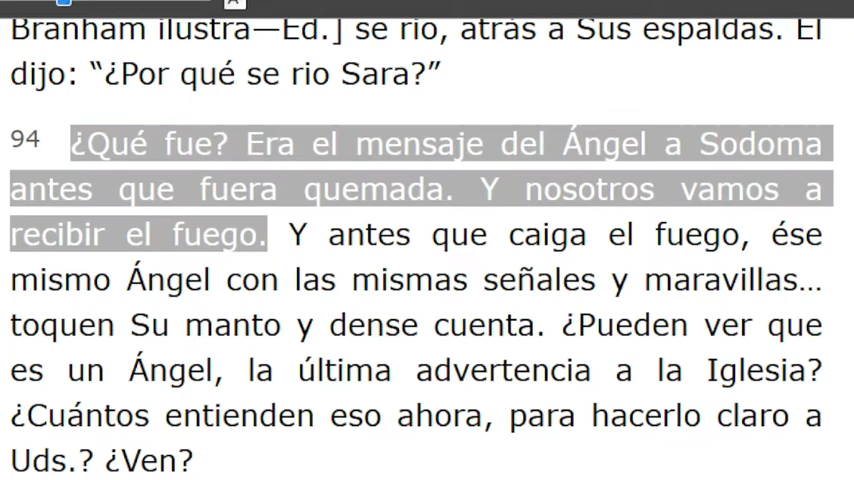 Branham ilustra—Ed.] se rio, atrás a Sus espaldas. Él
dijo: “¿Por qué se rio Sara?”
94 ¿Qué fue? Era el mensaje del Ángel a Sodoma
antes que fuera quemada. Y nosotros vamos a
recibir el fuego. Y antes que caiga el fuego, ése
mismo Ángel con las mismas señales y maravillas...
toquen Su manto y dense cuenta. ¿Pueden ver que
es un Ángel, la última advertencia a la Iglesia?
¿Cuántos entienden eso ahora, para hacerlo claro a
Uds.? ¿Ven?